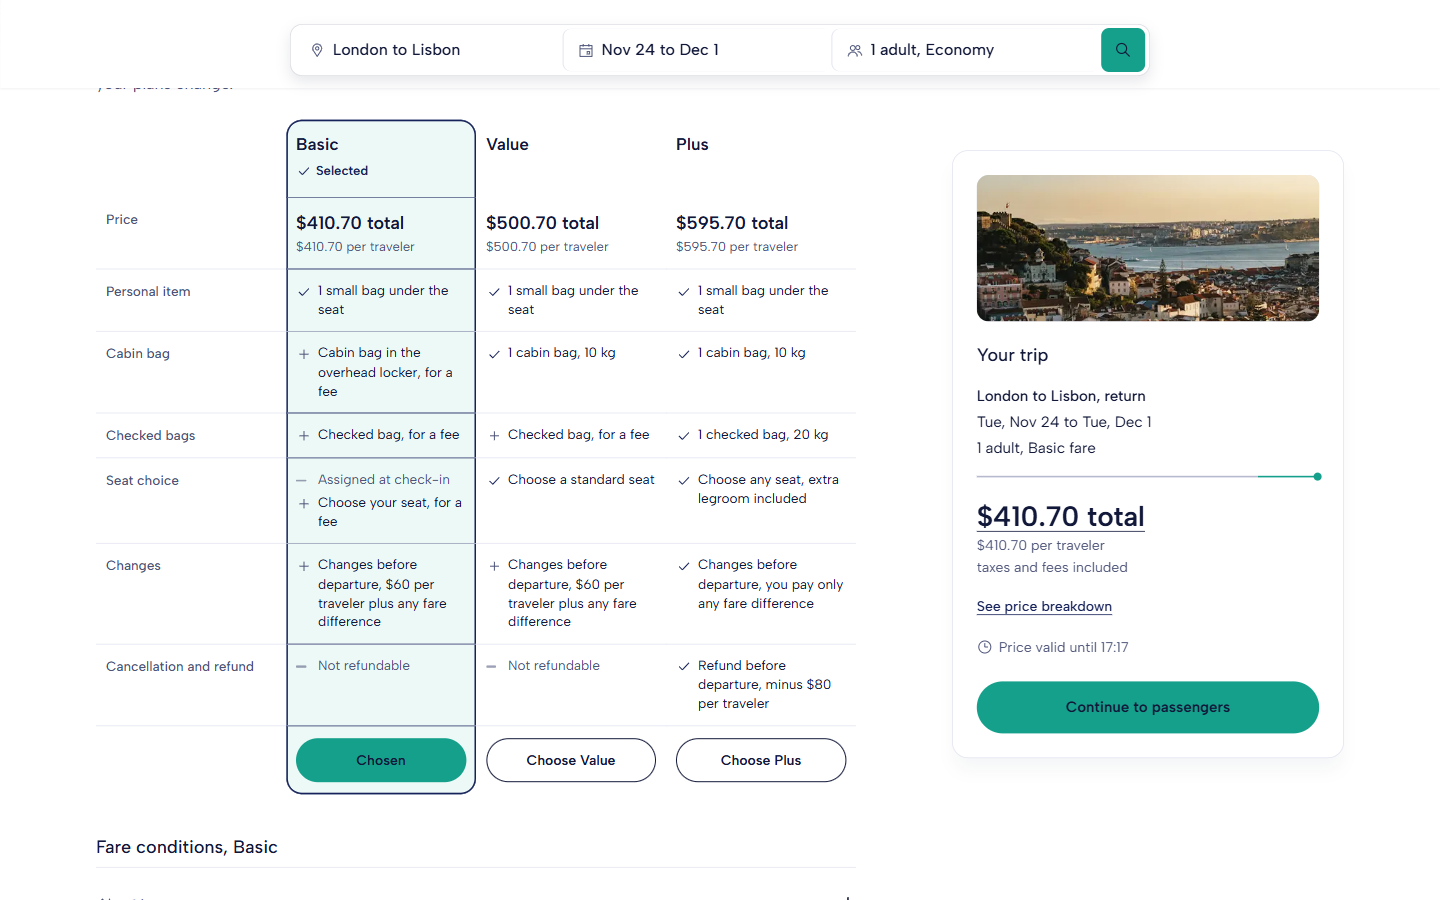 London to Lisbon
Nov 24 to Dec 1
1 adult, Economy
your plans change.
Basic
Value
Plus
Selected
Price
$410.70 total
$500.70 total
$595.70 total
$410.70 per traveler
$500.70 per traveler
$595.70 per traveler
Personal item
1 small bag under the
seat
1 small bag under the
seat
1 small bag under the
seat
Cabin bag
Cabin bag in the
overhead locker, for a
fee
1 cabin bag, 10 kg
1 cabin bag, 10 kg
Checked bags
Checked bag, for a fee
Checked bag, for a fee
1 checked bag, 20 kg
Seat choice
Assigned at check-in
Choose your seat, for a
fee
Choose a standard seat
Choose any seat, extra
legroom included
Changes
Changes before
departure, $60 per
traveler plus any fare
difference
Changes before
departure, $60 per
traveler plus any fare
difference
Changes before
departure, you pay only
any fare difference
Cancellation and refund
Not refundable
Not refundable
Refund before
departure, minus $80
per traveler
Chosen
Choose Value
Choose Plus
Fare conditions, Basic
Your trip
London to Lisbon, return
Tue, Nov 24 to Tue, Dec 1
1 adult, Basic fare
$410.70 total
$410.70 per traveler
taxes and fees included
See price breakdown
Price valid until 17:17
Continue to passengers